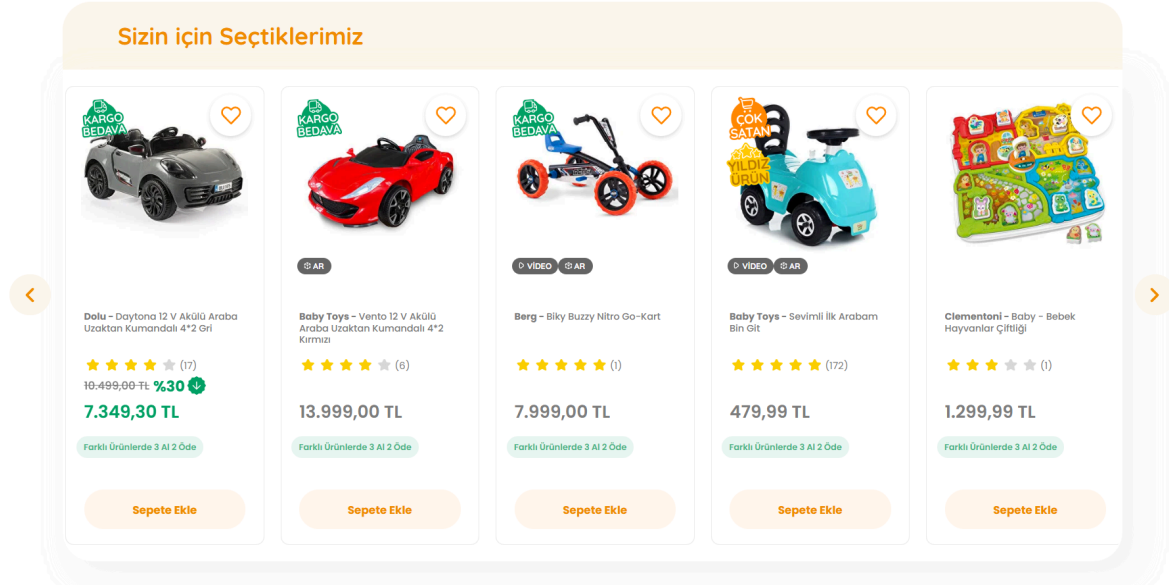 Sizin için Seçtiklerimiz
KARGO
BEDAVA
Dolu - Daytona 12 V Akülü Araba
Uzaktan Kumandalı 4*2 Gri
(17)
10.499,00 TL %30
7.349,30 TL
Farklı Ürünlerde 3 Al 2 Öde
Sepete Ekle
KARGO
BEDAVA
AR
Baby Toys - Vento 12 V Akülü
Araba Uzaktan Kumandalı 4*2
Kırmızı
(6)
13.999,00 TL
Farklı Ürünlerde 3 Al 2 Öde
Sepete Ekle
KARGO
BEDAVA
VİDEO AR
Berg - Biky Buzzy Nitro Go-Kart
(1)
7.999,00 TL
Farklı Ürünlerde 3 Al 2 Öde
Sepete Ekle
ÇOK
SATAN
YILDIZ
ÜRÜN
VİDEO AR
Baby Toys - Sevimli İlk Arabam
Bin Git
(172)
479,99 TL
Farklı Ürünlerde 3 Al 2 Öde
Sepete Ekle
Clementoni - Baby - Bebek
Hayvanlar Çiftliği
(1)
1.299,99 TL
Farklı Ürünlerde 3 Al 2 Öde
Sepete Ekle